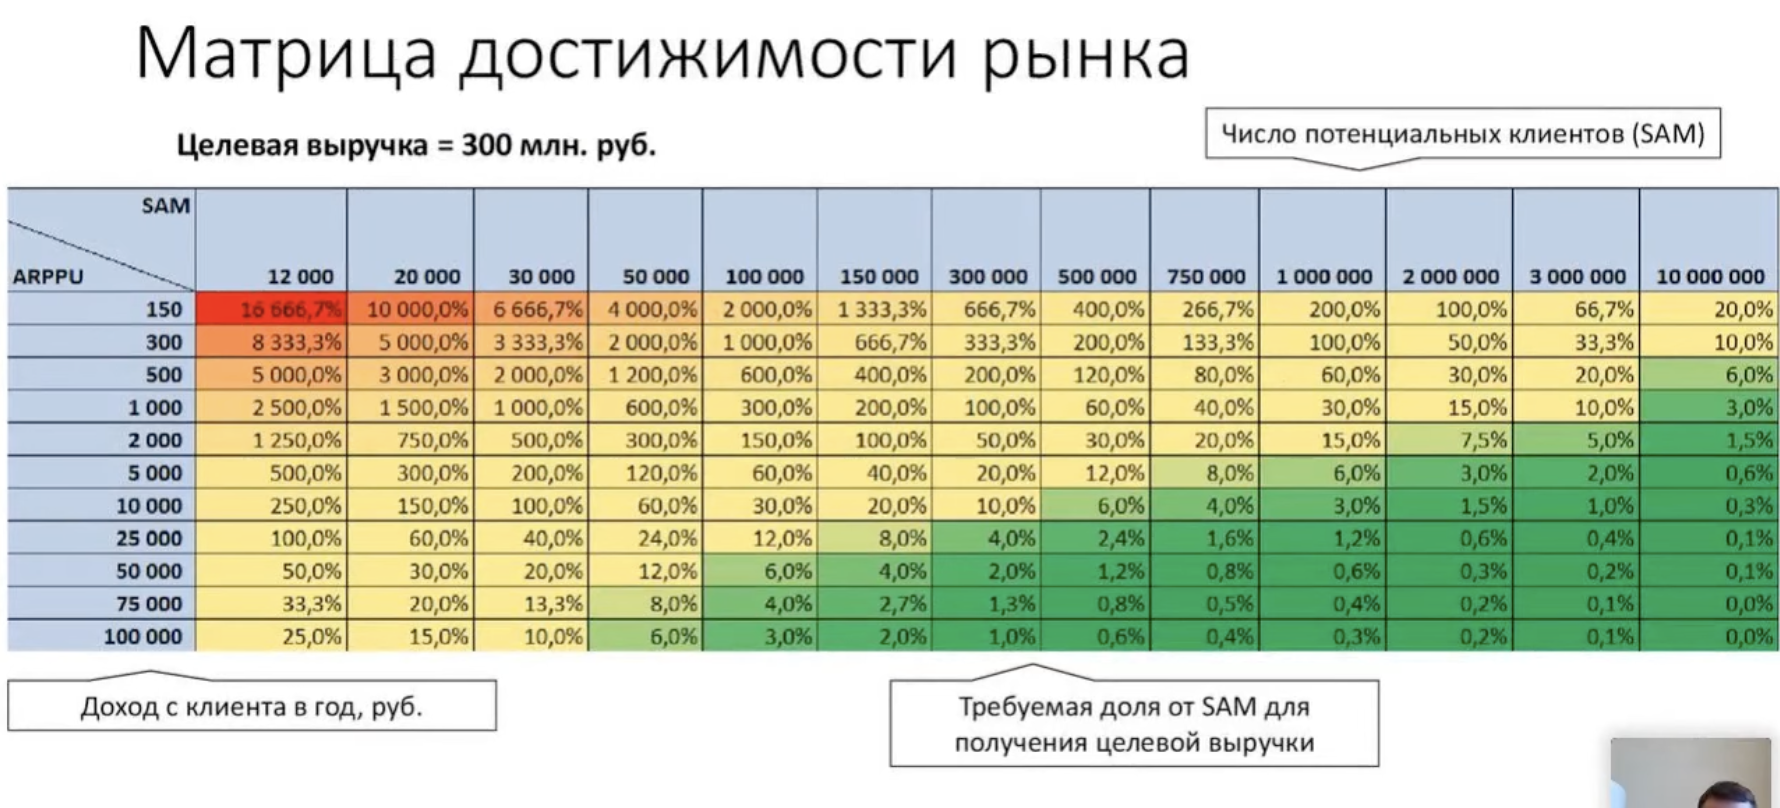 Матрица достижимости рынка
Целевая выручка = 300 млн. руб.
Число потенциальных клиентов (SAM)
SAM
ARPPU 12 000 20 000 30 000 50 000 100 000 150 000 300 000 500 000 750 000 1 000 000 2 000 000 3 000 000 10 000 000
150 16 666,7% 10 000,0% 6 666,7% 4 000,0% 2 000,0% 1 333,3% 666,7% 400,0% 266,7% 200,0% 100,0% 66,7% 20,0%
300 8 333,3% 5 000,0% 3 333,3% 2 000,0% 1 000,0% 666,7% 333,3% 200,0% 133,3% 100,0% 50,0% 33,3% 10,0%
500 5 000,0% 3 000,0% 2 000,0% 1 200,0% 600,0% 400,0% 200,0% 120,0% 80,0% 60,0% 30,0% 20,0% 6,0%
1 000 2 500,0% 1 500,0% 1 000,0% 600,0% 300,0% 200,0% 100,0% 60,0% 40,0% 30,0% 15,0% 10,0% 3,0%
2 000 1 250,0% 750,0% 500,0% 300,0% 150,0% 100,0% 50,0% 30,0% 20,0% 15,0% 7,5% 5,0% 1,5%
5 000 500,0% 300,0% 200,0% 120,0% 60,0% 40,0% 20,0% 12,0% 8,0% 6,0% 3,0% 2,0% 0,6%
10 000 250,0% 150,0% 100,0% 60,0% 30,0% 20,0% 10,0% 6,0% 4,0% 3,0% 1,5% 1,0% 0,3%
25 000 100,0% 60,0% 40,0% 24,0% 12,0% 8,0% 4,0% 2,4% 1,6% 1,2% 0,6% 0,4% 0,1%
50 000 50,0% 30,0% 20,0% 12,0% 6,0% 4,0% 2,0% 1,2% 0,8% 0,6% 0,3% 0,2% 0,1%
75 000 33,3% 20,0% 13,3% 8,0% 4,0% 2,7% 1,3% 0,8% 0,5% 0,4% 0,2% 0,1% 0,0%
100 000 25,0% 15,0% 10,0% 6,0% 3,0% 2,0% 1,0% 0,6% 0,4% 0,3% 0,2% 0,1% 0,0%
Доход с клиента в год, руб.
Требуемая доля от SAM для
получения целевой выручки